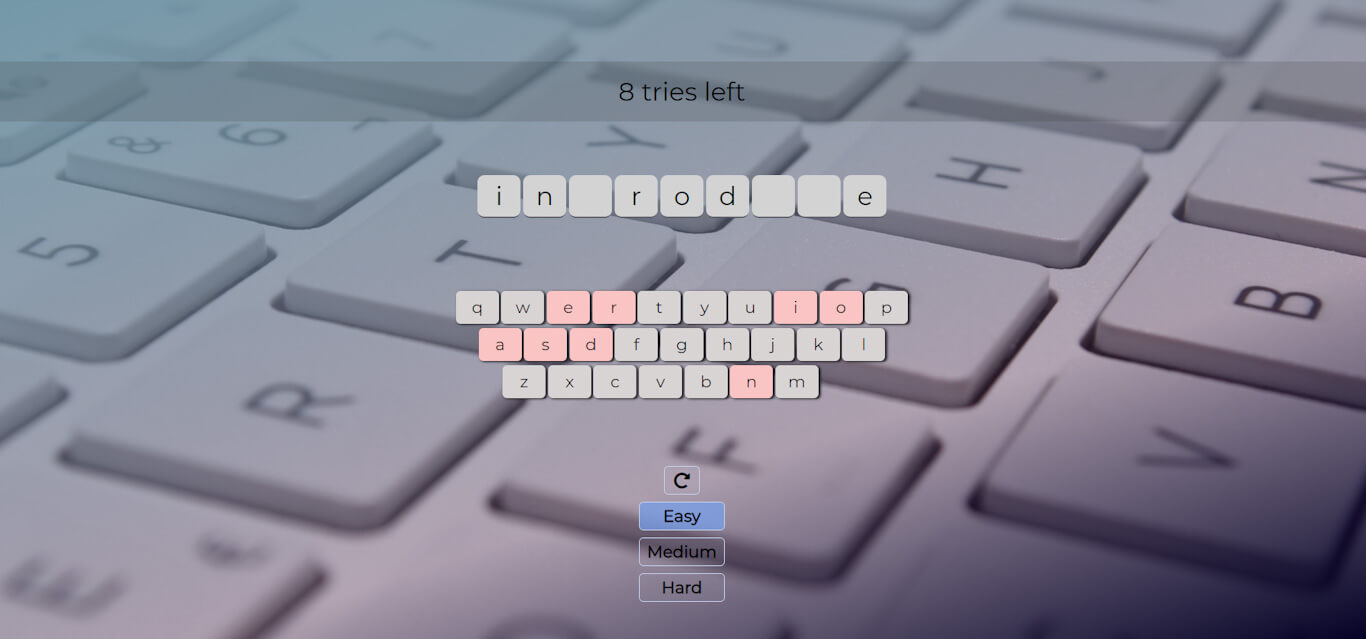 8 tries left
i n r o d e
q w e r t y u i o p
a s d f g h j k l
z x c v b n m
Easy
Medium
Hard